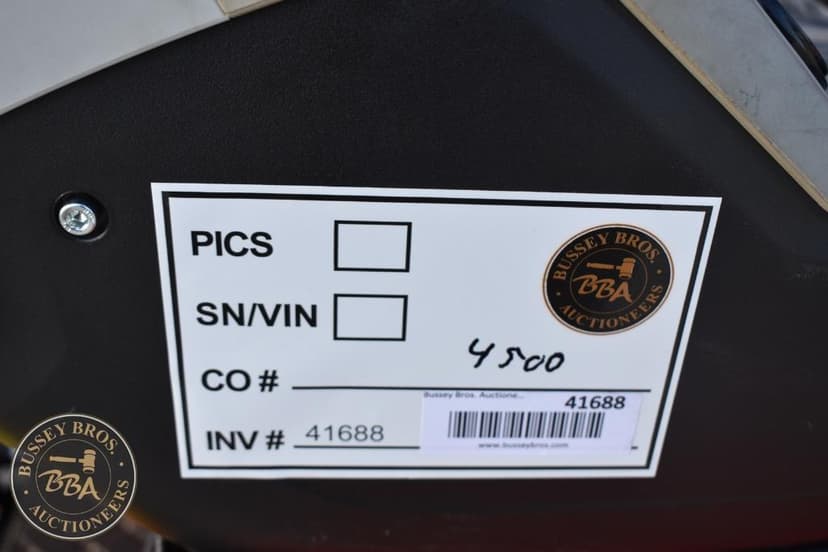 PICS
BUSSEY BROS.
BBA
AUCTIONEERS
SN/VIN
4500
CO #
Bussey Bros. Auctione...
41688
INV # 41688
www.busseybros.com
BUSSEY BROS.
BBA
AUCTIONEERS